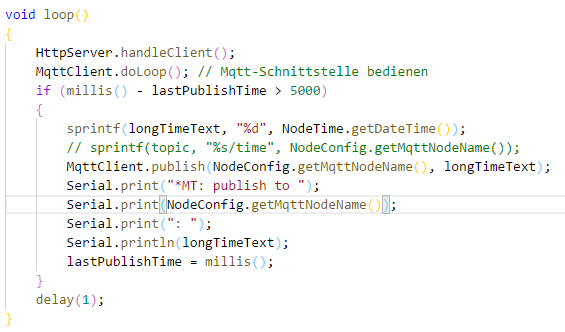 void loop()
{
    HttpServer.handleClient();
    MqttClient.doLoop(); // Mqtt-Schnittstelle bedienen
    if (millis() - lastPublishTime > 5000)
    {
        sprintf(longTimeText, "%d", NodeTime.getDateTime());
        // sprintf(topic, "%s/time", NodeConfig.getMqttNodeName());
        MqttClient.publish(NodeConfig.getMqttNodeName(), longTimeText);
        Serial.print("*MT: publish to ");
        Serial.print(NodeConfig.getMqttNodeName());
        Serial.print(": ");
        Serial.println(longTimeText);
        lastPublishTime = millis();
    }
    delay(1);
}